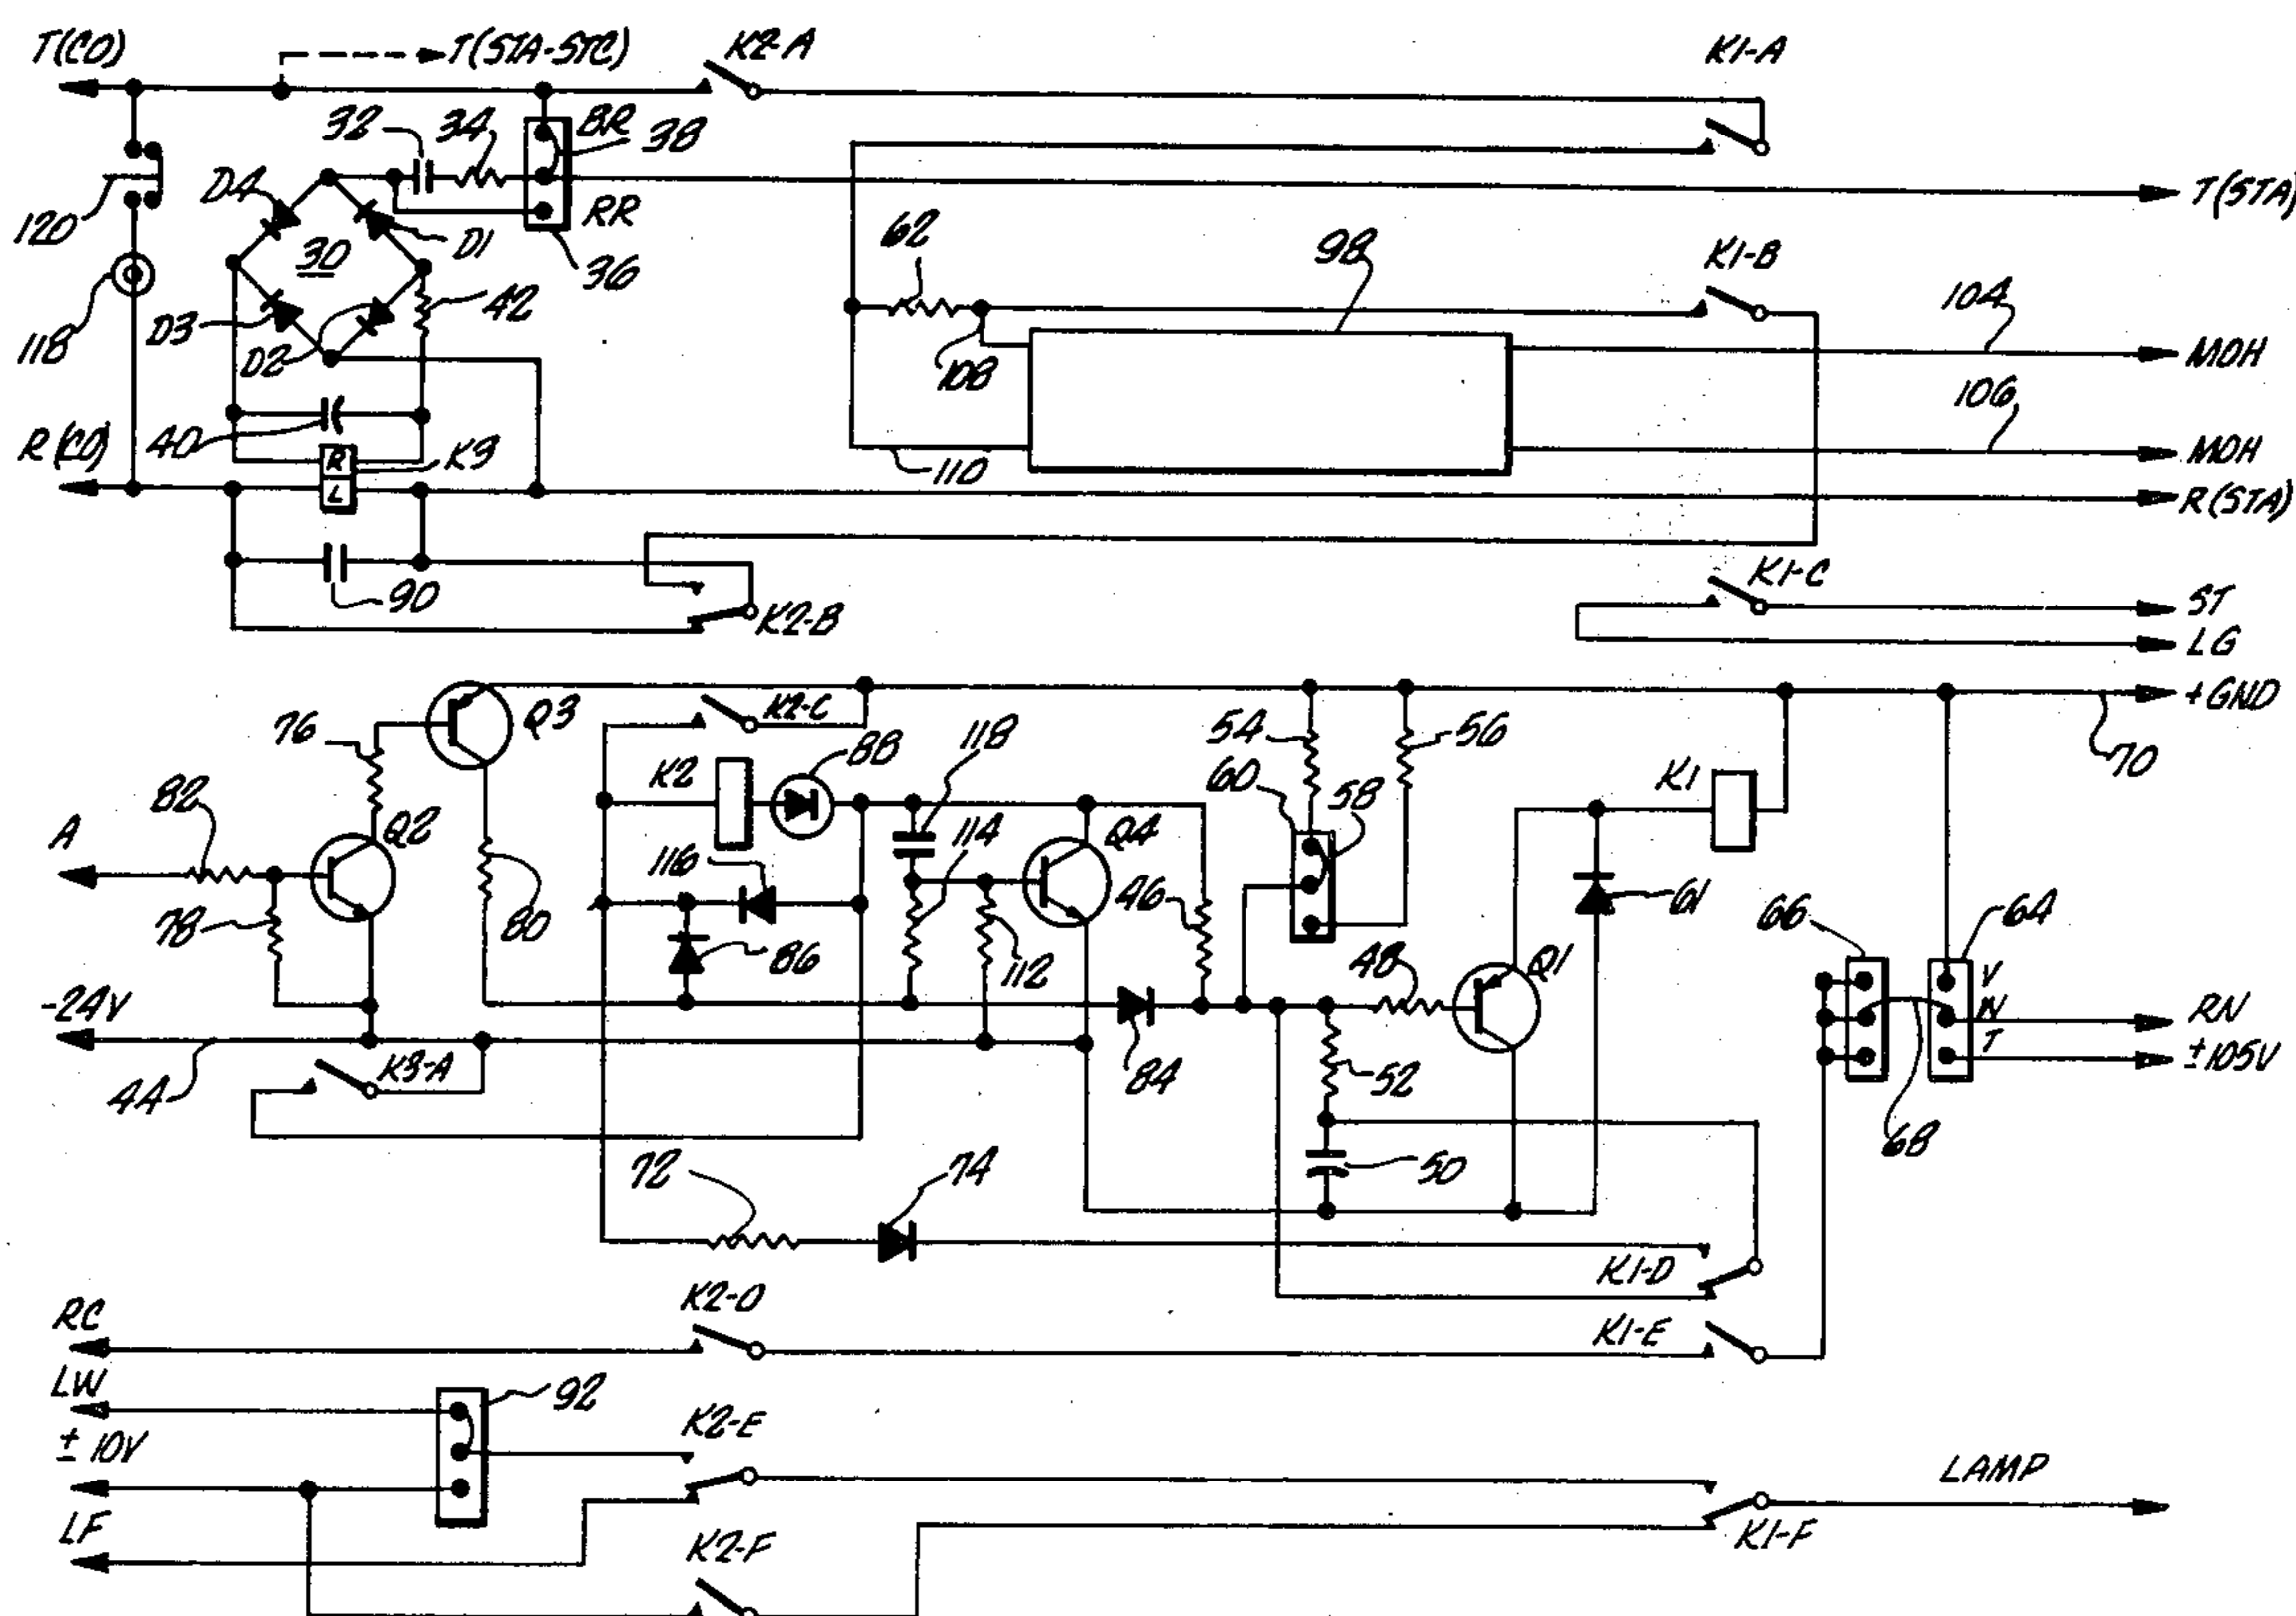 T(CO)
T(STA-STC)
K2-A
K1-A
32
34
BR
38
D4
120
30
D1
RR
36
T(STA)
62
98
K1-B
104
118
D3
D2
42
108
MOH
106
R(CO)
40
R
K3
L
110
MOH
R(STA)
90
K2-B
K1-C
ST
LG
76
Q3
K2-C
+GND
82
K2
88
118
54
56
60
58
K1
70
A
Q2
116
114
Q4
46
61
66
64
78
80
86
112
48
Q1
V
N
T
RN
±105V
-24V
44
K3-A
84
52
68
72
74
50
K1-D
RC
K2-D
K1-E
LW
92
K2-E
± 10V
LAMP
LF
K2-F
K1-F